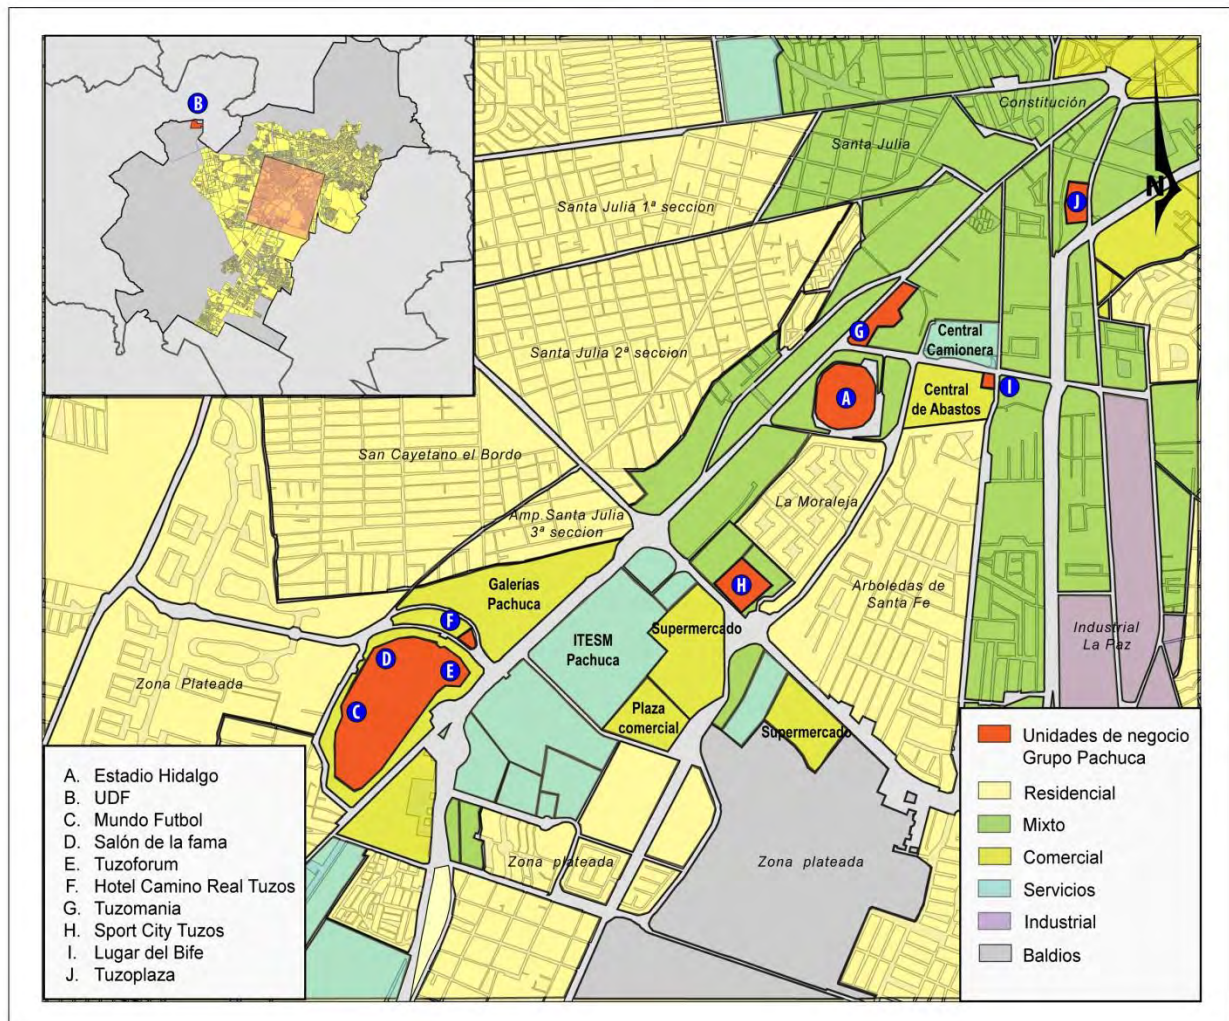 B
Constitución
Santa Julia
N
J
Santa Julia 1ª seccion
G
Central
Camionera
Santa Julia 2ª seccion
A
Central
de Abastos
I
San Cayetano el Bordo
La Moraleja
Amp. Santa Julia
3ª seccion
Galerías
Pachuca
H
Arboledas de
Santa Fe
F
ITESM
Pachuca
Supermercado
Industrial
La Paz
D
E
Zona Plateada
C
Plaza
comercial
Supermercado
Zona plateada
Zona plateada
A. Estadio Hidalgo
B. UDF
C. Mundo Futbol
D. Salón de la fama
E. Tuzoforum
F. Hotel Camino Real Tuzos
G. Tuzomania
H. Sport City Tuzos
I. Lugar del Bife
J. Tuzoplaza
Unidades de negocio
Grupo Pachuca
Residencial
Mixto
Comercial
Servicios
Industrial
Baldios